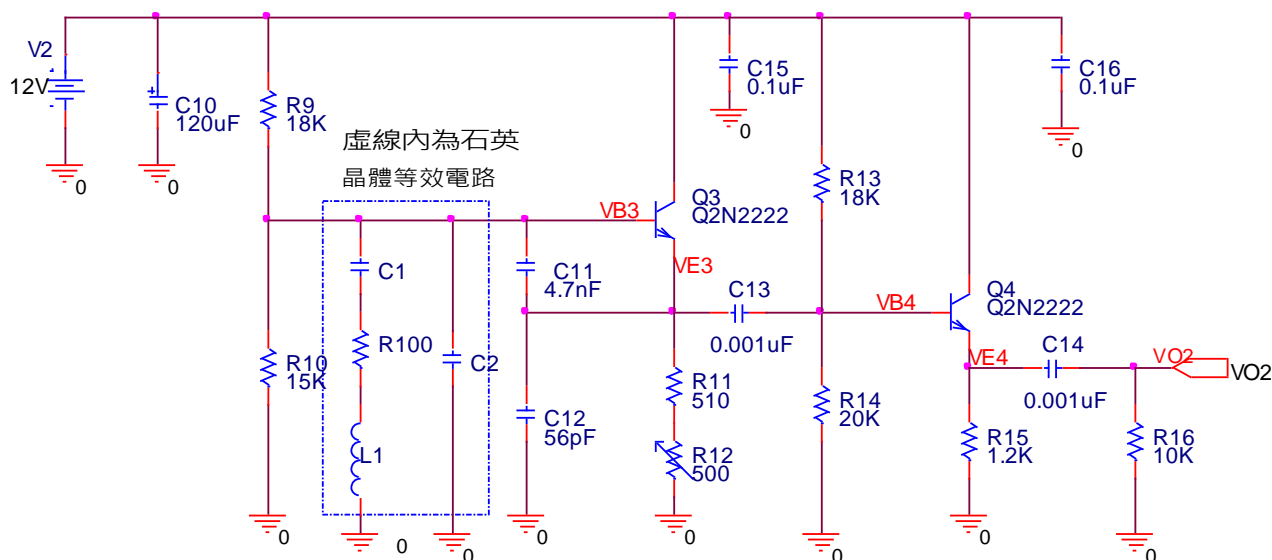 V2
12V
C10
120uF
0
0
R9
18K
虛線內為石英
晶體等效電路
C15
0.1uF
0
C16
0.1uF
0
R13
18K
Q3
Q2N2222
VB3
VE3
C1
R100
L1
C2
C11
4.7nF
C13
0.001uF
VB4
Q4
Q2N2222
VE4
C14
0.001uF
VO2
VO2
R10
15K
C12
56pF
R11
510
R12
500
R14
20K
R15
1.2K
R16
10K
0
0
0
0
0
0
0
0